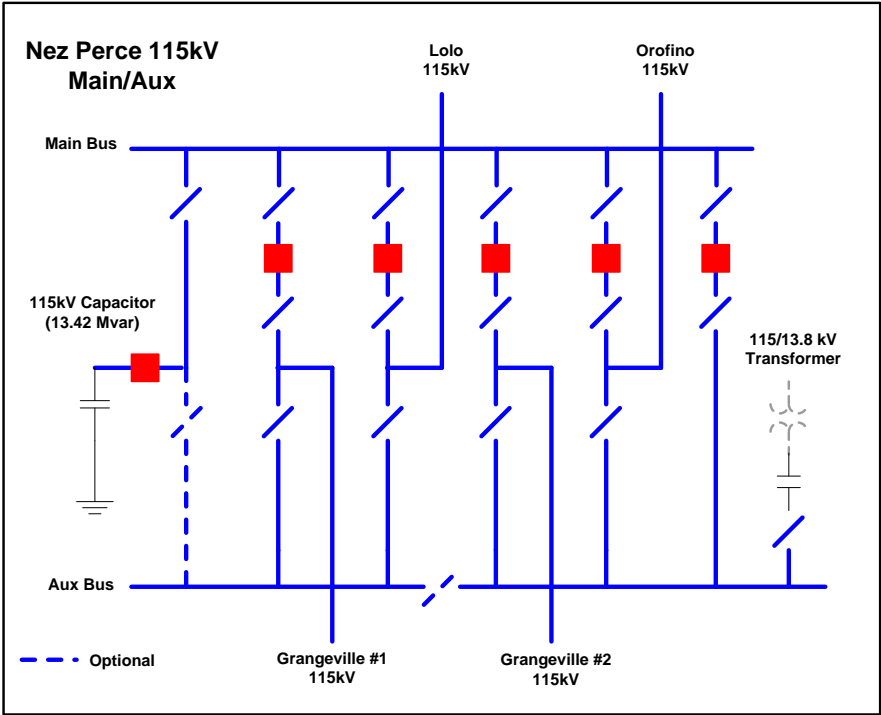 Nez Perce 115kV
Main/Aux
Lolo
115kV
Orofino
115kV
Main Bus
115kV Capacitor
(13.42 Mvar)
115/13.8 kV
Transformer
Aux Bus
Optional
Grangeville #1
115kV
Grangeville #2
115kV